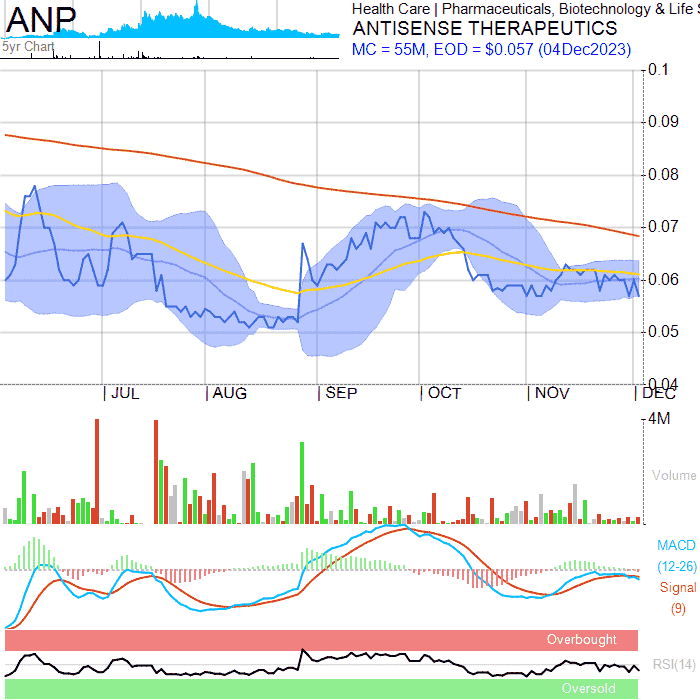 ANP
Health Care | Pharmaceuticals, Biotechnology & Life S
ANTISENSE THERAPEUTICS
5yr Chart
MC = 55M, EOD = $0.057 (04Dec2023)
0.1
0.09
0.08
0.07
0.06
0.05
0.04
JUL AUG SEP OCT NOV DEC
4M
Volume
MACD
(12-26)
Signal
(9)
Overbought
RSI(14)
Oversold